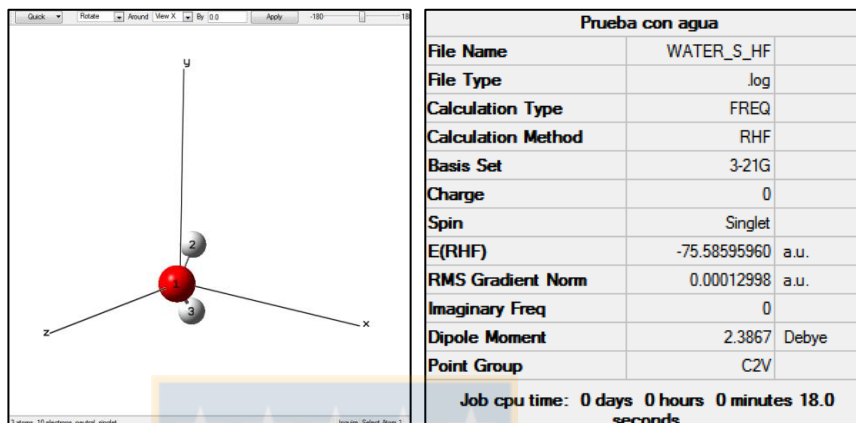 Quick Rotate Around View X By 0.0 Apply -180 18
y
2
1
3
z
x
Prueba con agua
File Name WATER_S_HF
File Type .log
Calculation Type FREQ
Calculation Method RHF
Basis Set 3-21G
Charge 0
Spin Singlet
E(RHF) -75.58595960 a.u.
RMS Gradient Norm 0.00012998 a.u.
Imaginary Freq 0
Dipole Moment 2.3867 Debye
Point Group C2V
Job cpu time: 0 days 0 hours 0 minutes 18.0
seconds